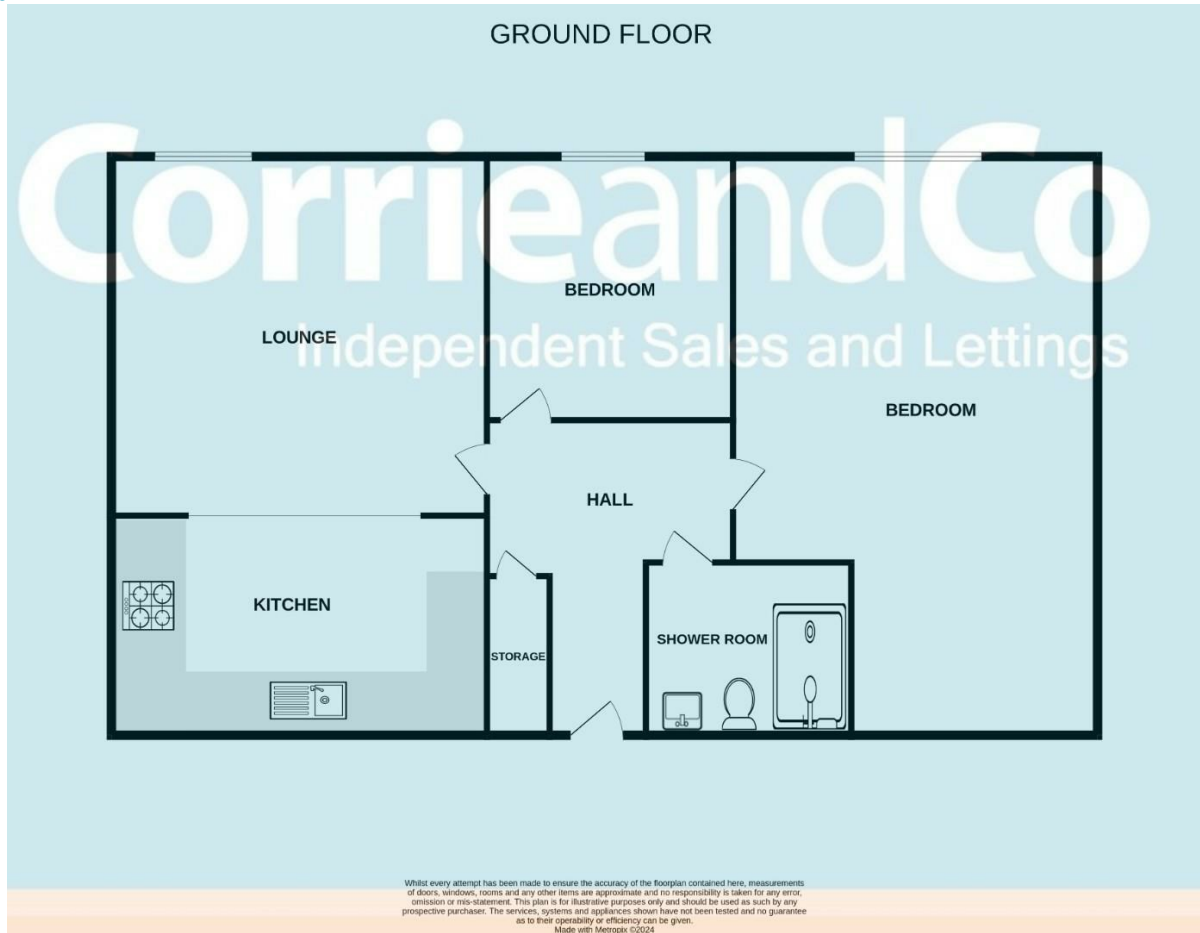 GROUND FLOOR
CorrieandCo
BEDROOM
LOUNGE
Independent Sales and Lettings
BEDROOM
HALL
KITCHEN
SHOWER ROOM
STORAGE
Whilst every attempt has been made to ensure the accuracy of the floorplan contained here, measurements
of doors, windows, rooms and any other items are approximate and no responsibility is taken for any error,
omission or mis-statement. This plan is for illustrative purposes only and should be used as such by any
prospective purchaser. The services, systems and appliances shown have not been tested and no guarantee
as to their operability or efficiency can be given.
Made with Metropix ©2024